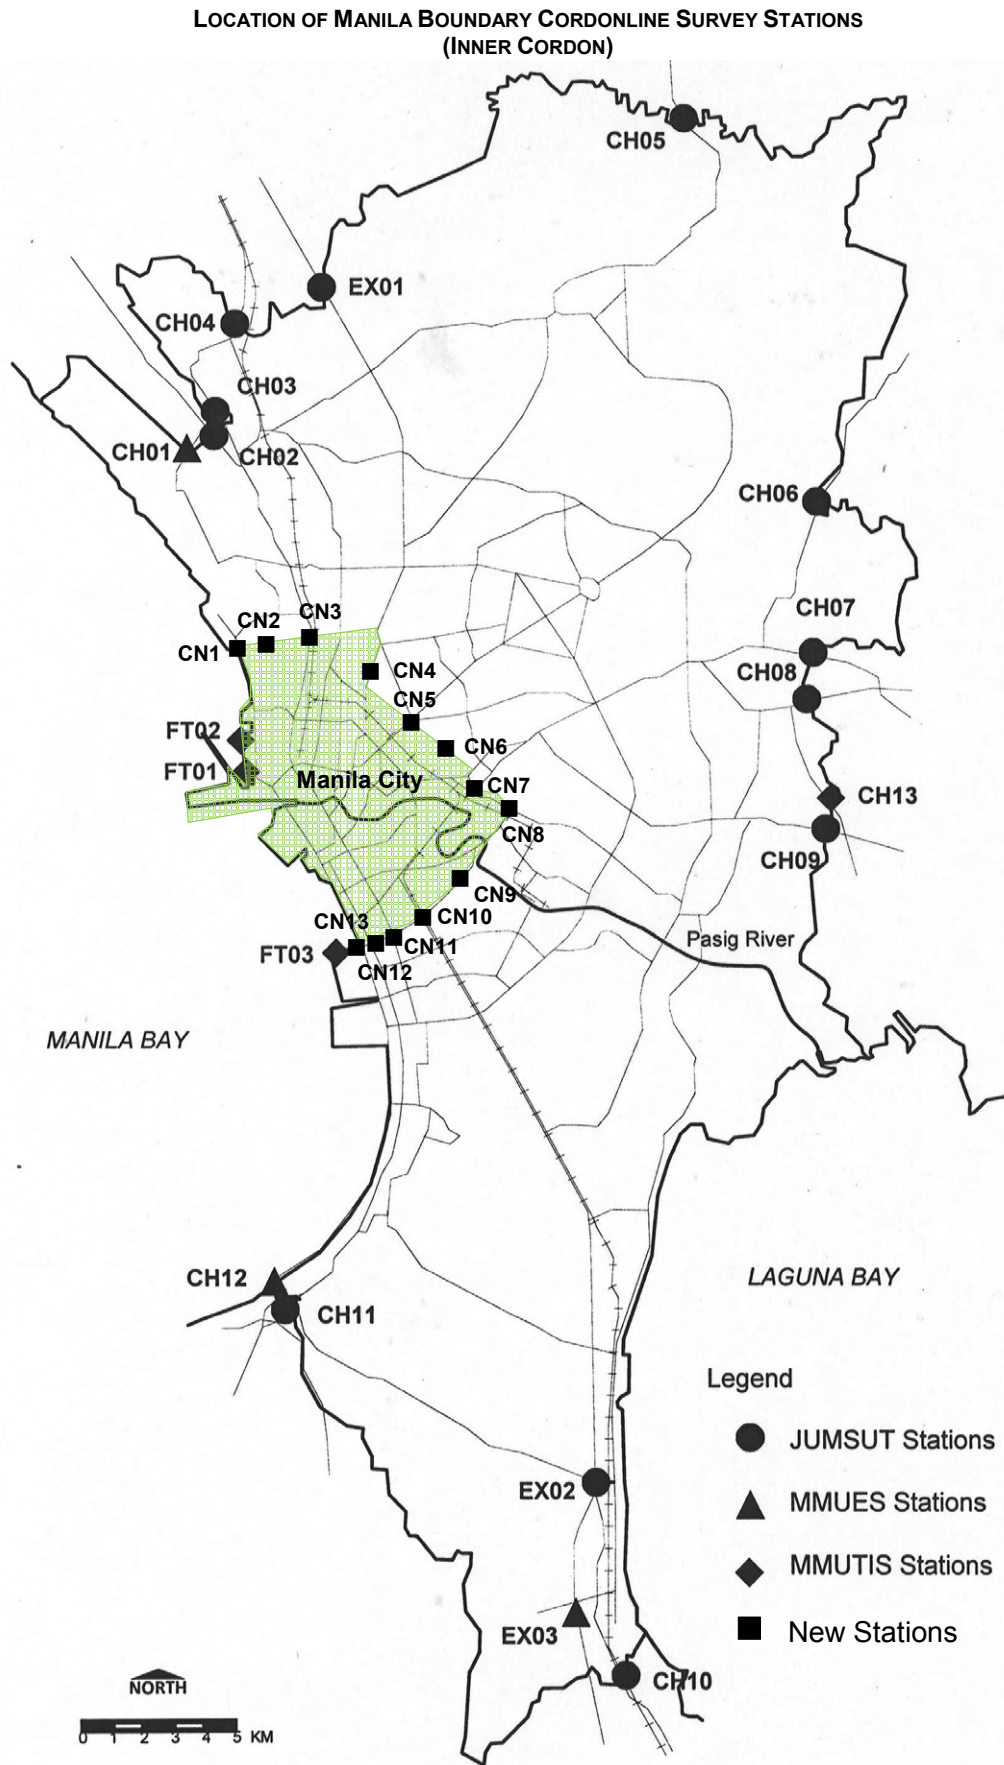 LOCATION OF MANILA BOUNDARY CORDONLINE SURVEY STATIONS
(INNER CORDON)
CH05
EX01
CH04
CH03
CH01
CH02
CH06
CN3
CN2
CH07
CN1
CN4
CH08
CN5
FT02
CN6
FT01
Manila City
CN7
CH13
CN8
CH09
CN9
CN10
CN13
Pasig River
CN11
FT03
CN12
MANILA BAY
CH12
LAGUNA BAY
CH11
Legend
JUMSUT Stations
EX02
MMUES Stations
MMUTIS Stations
New Stations
EX03
CH10
NORTH
0 1 2 3 4 5 KM